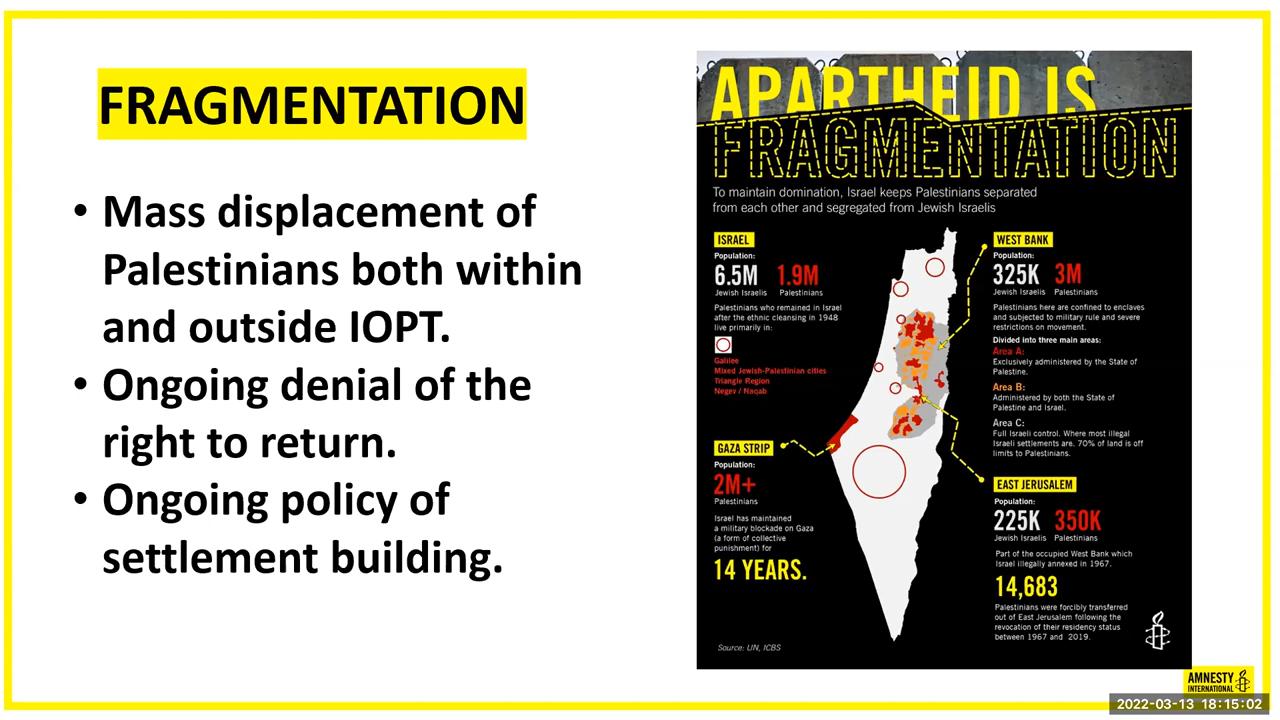 FRAGMENTATION
• Mass displacement of
Palestinians both within
and outside IOPT.
• Ongoing denial of the
right to return.
• Ongoing policy of
settlement building.
APARTHEID IS
FRAGMENTATION
To maintain domination, Israel keeps Palestinians separated
from each other and segregated from Jewish Israelis
ISRAEL
Population:
6.5M 1.9M
Jewish Israelis Palestinians
Palestinians who remained in Israel
after the ethnic cleansing in 1948
live primarily in:
Galilee
Mixed Jewish-Palestinian cities
Triangle Region
Negev / Naqab
GAZA STRIP
Population:
2M+
Palestinians
Israel has maintained
a military blockade on Gaza
(a form of collective
punishment) for
14 YEARS.
WEST BANK
Population:
325K 3M
Jewish Israelis Palestinians
Palestinians here are confined to enclaves
and subjected to military rule and severe
restrictions on movement.
Divided into three main areas:
Area A:
Exclusively administered by the State of
Palestine.
Area B:
Administered by both the State of
Palestine and Israel.
Area C:
Full Israeli control. Where most illegal
Israeli settlements are. 70% of land is off
limits to Palestinians.
EAST JERUSALEM
Population:
225K 350K
Jewish Israelis Palestinians
Part of the occupied West Bank which
Israel illegally annexed in 1967.
14,683
Palestinians were forcibly transferred
out of East Jerusalem following the
revocation of their residency status
between 1967 and 2019.
Source: UN, ICBS
AMNESTY
INTERNATIONAL
2022-03-13 18:15:02